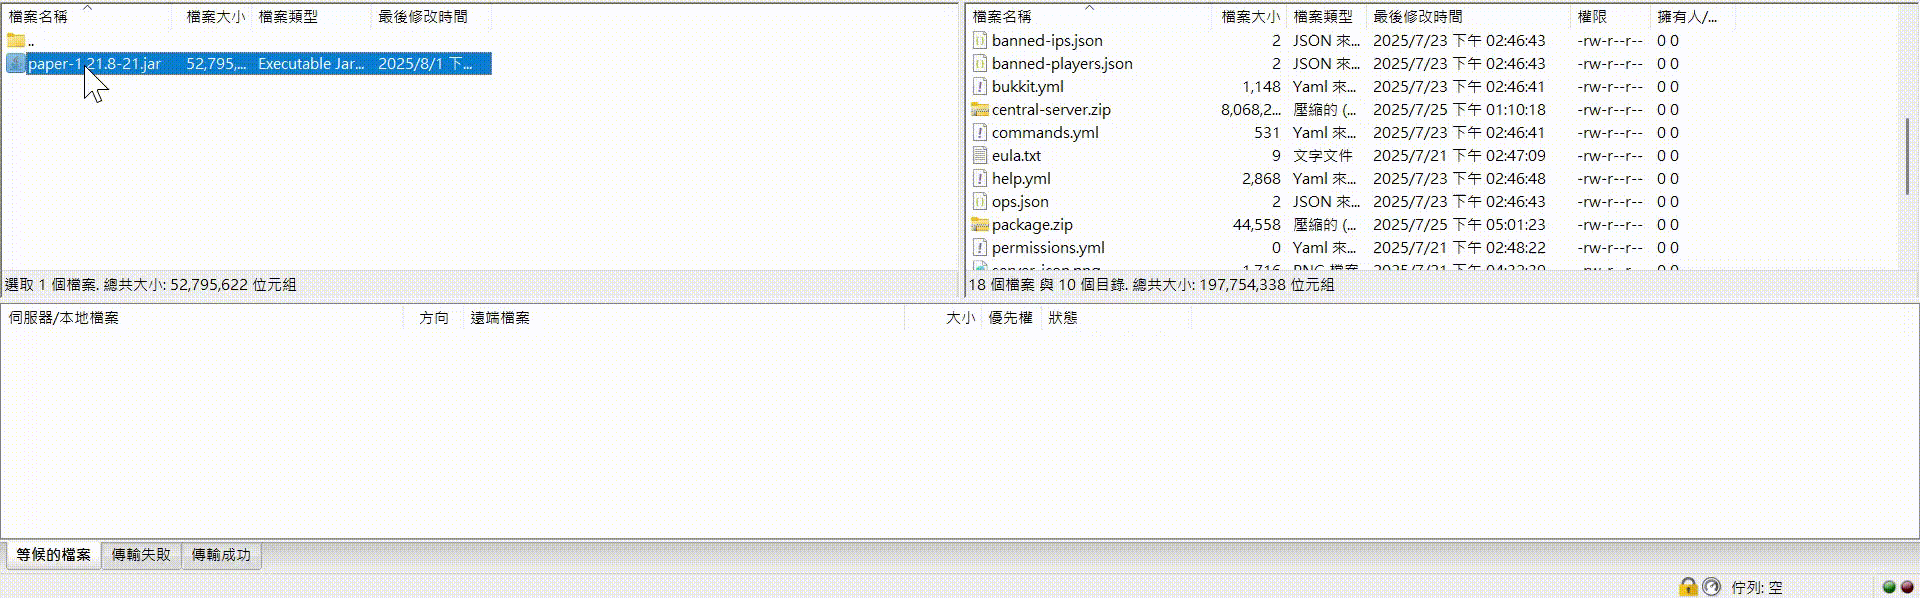 檔案名稱 檔案大小 檔案類型 最後修改時間
..
paper-1.21.8-21.jar 52,795,... Executable Jar... 2025/8/1 下...
選取 1 個檔案. 總共大小: 52,795,622 位元組
檔案名稱 檔案大小 檔案類型 最後修改時間 權限 擁有人/...
banned-ips.json 2 JSON 來... 2025/7/23 下午 02:46:43 -rw-r--r-- 0 0
banned-players.json 2 JSON 來... 2025/7/23 下午 02:46:43 -rw-r--r-- 0 0
bukkit.yml 1,148 Yaml 來... 2025/7/23 下午 02:46:41 -rw-r--r-- 0 0
central-server.zip 8,068,2... 壓縮的 (... 2025/7/25 下午 01:10:18 -rw-r--r-- 0 0
commands.yml 531 Yaml 來... 2025/7/23 下午 02:46:41 -rw-r--r-- 0 0
eula.txt 9 文字文件 2025/7/21 下午 02:47:09 -rw-r--r-- 0 0
help.yml 2,868 Yaml 來... 2025/7/23 下午 02:46:48 -rw-r--r-- 0 0
ops.json 2 JSON 來... 2025/7/23 下午 02:46:43 -rw-r--r-- 0 0
package.zip 44,558 壓縮的 (... 2025/7/25 下午 05:01:23 -rw-r--r-- 0 0
permissions.yml 0 Yaml 來... 2025/7/21 下午 02:48:22 -rw-r--r-- 0 0
18 個檔案 與 10 個目錄. 總共大小: 197,754,338 位元組
伺服器/本地檔案 方向 遠端檔案 大小 優先權 狀態
等候的檔案 傳輸失敗 傳輸成功
佇列: 空